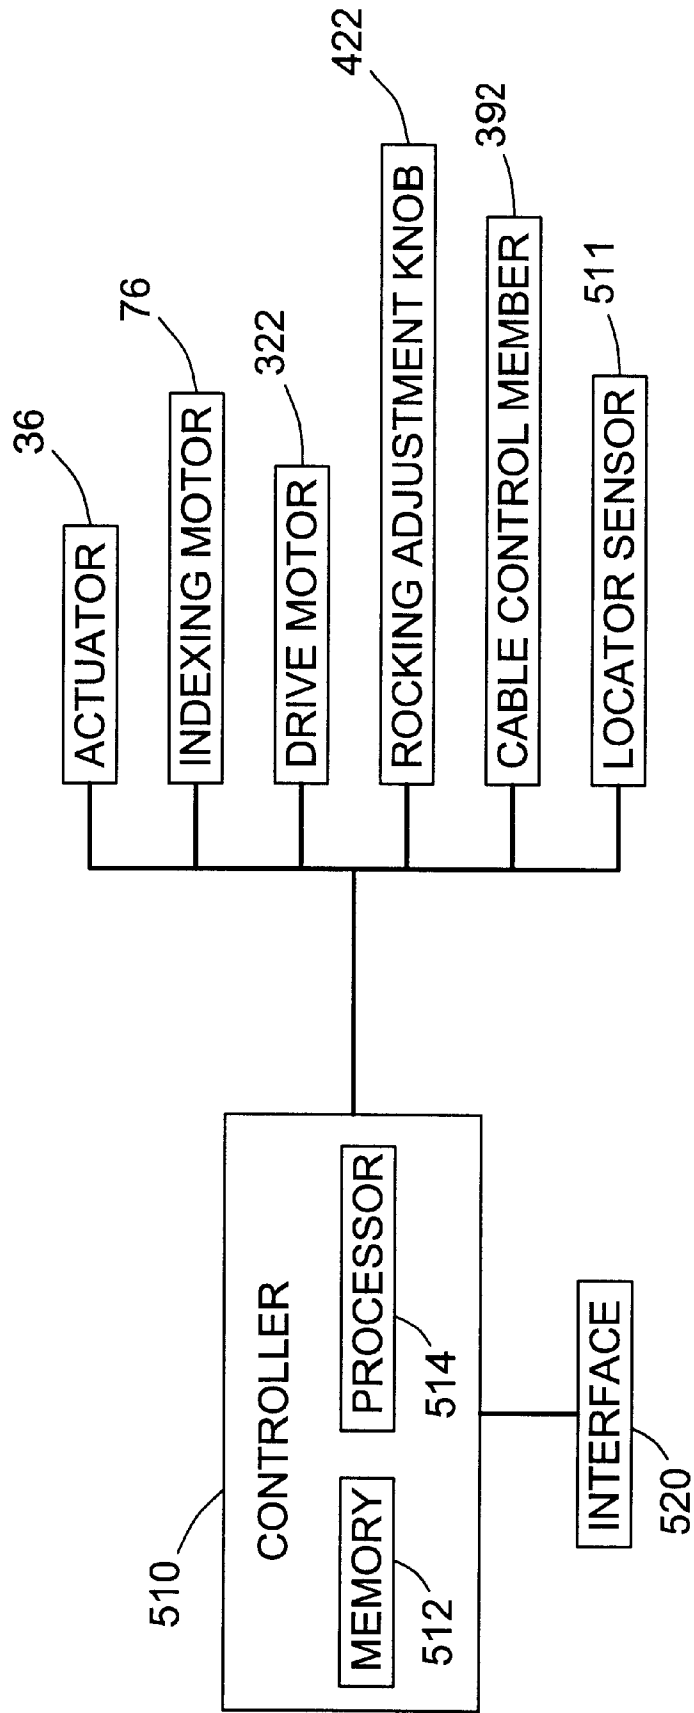 510
CONTROLLER
MEMORY
512
PROCESSOR
514
INTERFACE
520
ACTUATOR
36
INDEXING MOTOR
76
DRIVE MOTOR
322
ROCKING ADJUSTMENT KNOB
422
CABLE CONTROL MEMBER
392
LOCATOR SENSOR
511